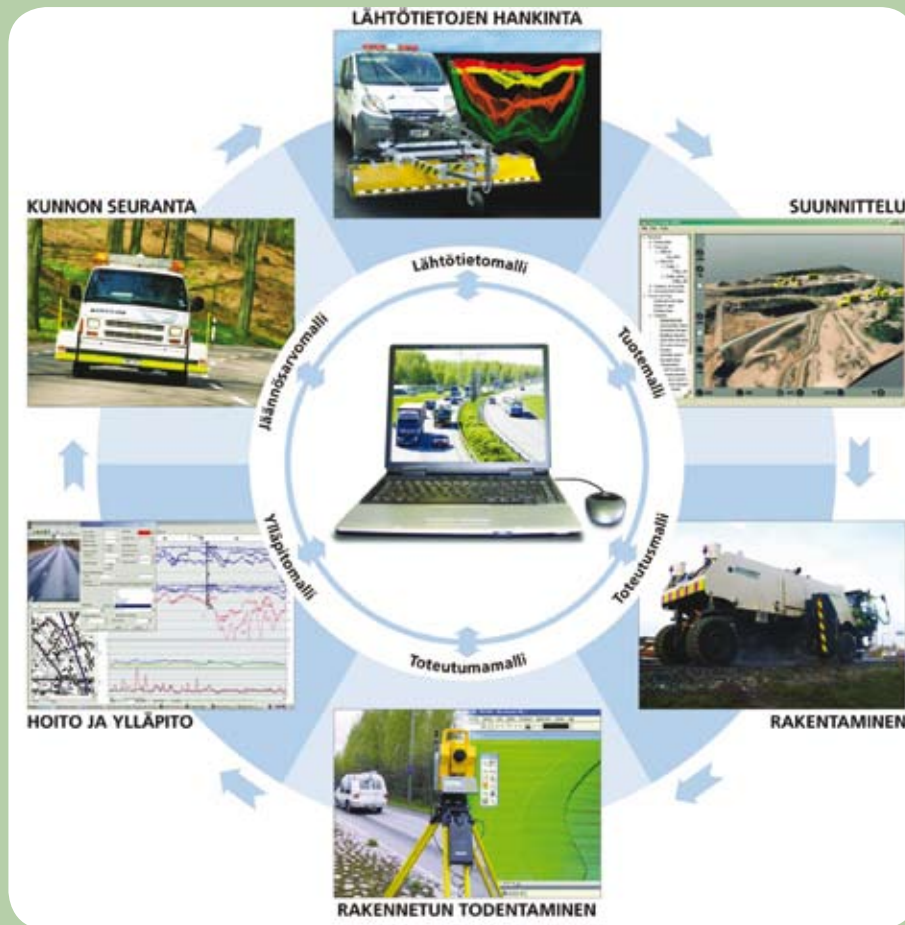 LÄHTÖTIETOJEN HANKINTA
KUNNON SEURANTA
SUUNNITTELU
Lähtötietomalli
Jäännösarvomalli
Tuotemalli
Ylläpitomalli
Toteutusmalli
Toteutumamalli
HOITO JA YLLÄPITO
RAKENTAMINEN
RAKENNETUN TODENTAMINEN